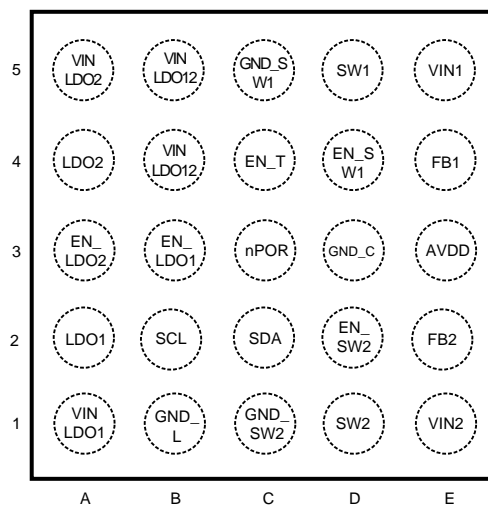 5
VIN
LDO2
VIN
LDO12
GND_S
W1
SW1
VIN1
4
LDO2
VIN
LDO12
EN_T
EN_S
W1
FB1
3
EN_
LDO2
EN_
LDO1
nPOR
GND_C
AVDD
2
LDO1
SCL
SDA
EN_
SW2
FB2
1
VIN
LDO1
GND_
L
GND_
SW2
SW2
VIN2
A B C D E